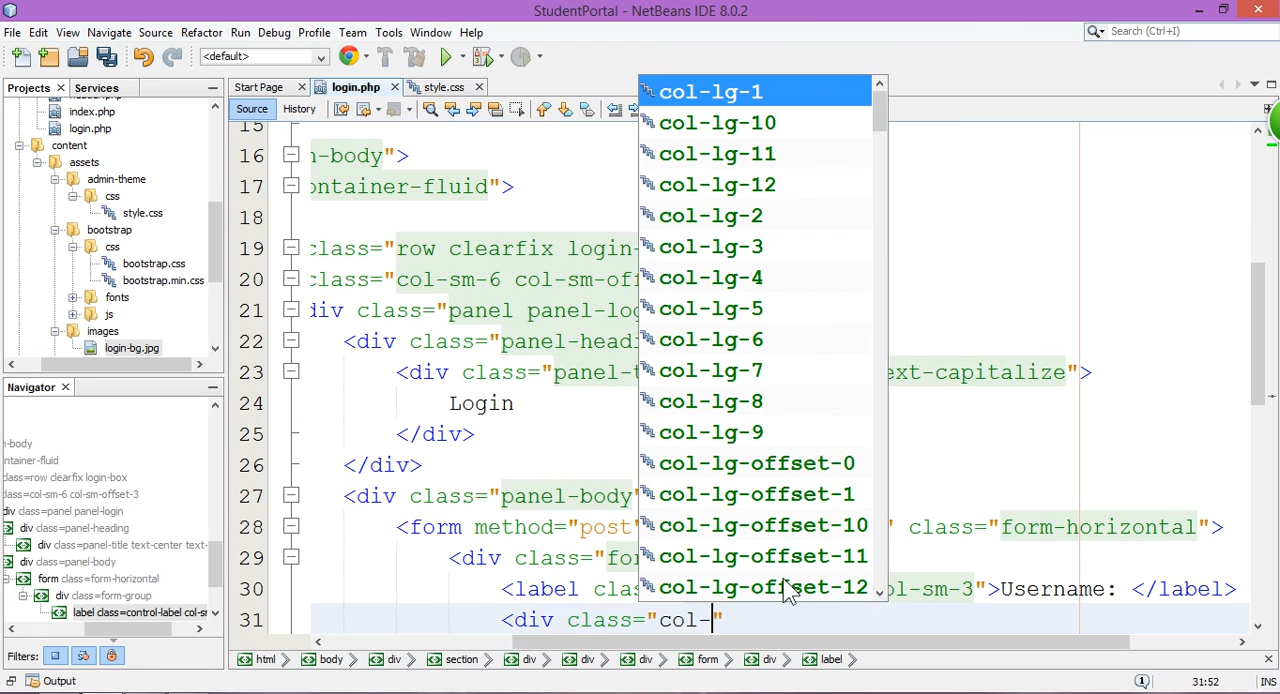 StudentPortal - NetBeans IDE 8.0.2
File Edit View Navigate Source Refactor Run Debug Profile Team Tools Window Help
Search (Ctrl+I)
<default>
Projects Services
Start Page login.php style.css
Source History
index.php
login.php
content
assets
admin-theme
css
style.css
bootstrap
css
bootstrap.css
bootstrap.min.css
fonts
js
images
login-bg.jpg
Navigator
n-body
ntainer-fluid
class=row clearfix login-box
class=col-sm-6 col-sm-offset-3
div class=panel panel-login
div class=panel-heading
div class=panel-title text-center text-
div class=panel-body
form class=form-horizontal
div class=form-group
label class=control-label col-sr
Filters:
Output
15
16 n-body">
17 ontainer-fluid">
18
19 class="row clearfix login-
20 class="col-sm-6 col-sm-of
21 div class="panel panel-lo
22 <div class="panel-headi
23 <div class="panel-t ext-capitalize">
24 Login
25 </div>
26 </div>
27 <div class="panel-body
28 <form method="post" " class="form-horizontal">
29 <div class="fo
30 <label clas ol-sm-3">Username: </label>
31 <div class="col-"
col-lg-1
col-lg-10
col-lg-11
col-lg-12
col-lg-2
col-lg-3
col-lg-4
col-lg-5
col-lg-6
col-lg-7
col-lg-8
col-lg-9
col-lg-offset-0
col-lg-offset-1
col-lg-offset-10
col-lg-offset-11
col-lg-offset-12
html body div section div div div form div label
1 31:52 INS